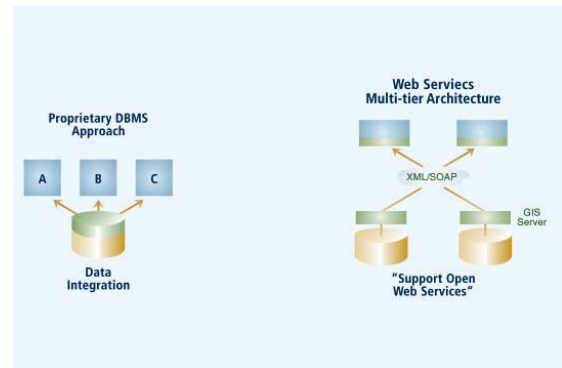 Proprietary DBMS
Approach
A
B
C
Data
Integration
Web Serviecs
Multi-tier Architecture
XML/SOAP
GIS
Server
"Support Open
Web Services"